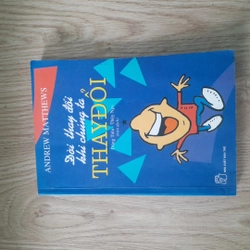 ANDREW MATTHEWS
Đời thay đổi
khi chúng ta
THAY ĐỔI